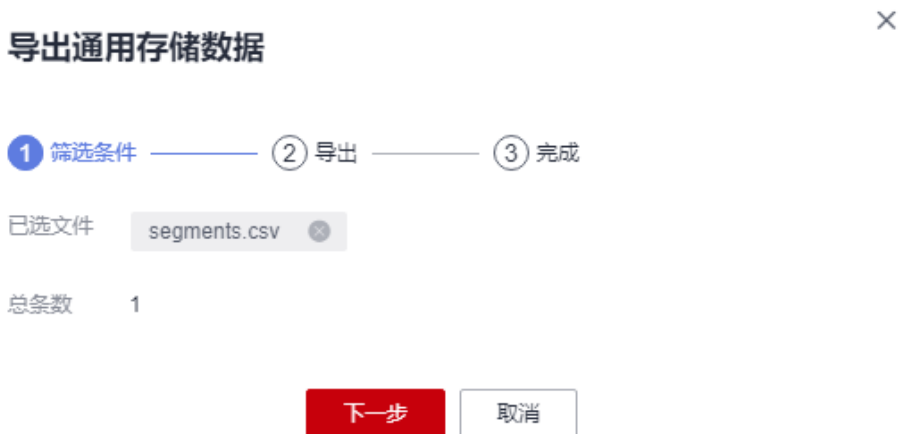 导出通用存储数据
1 筛选条件 2 导出 3 完成
已选文件 segments.csv
总条数 1
下一步 取消